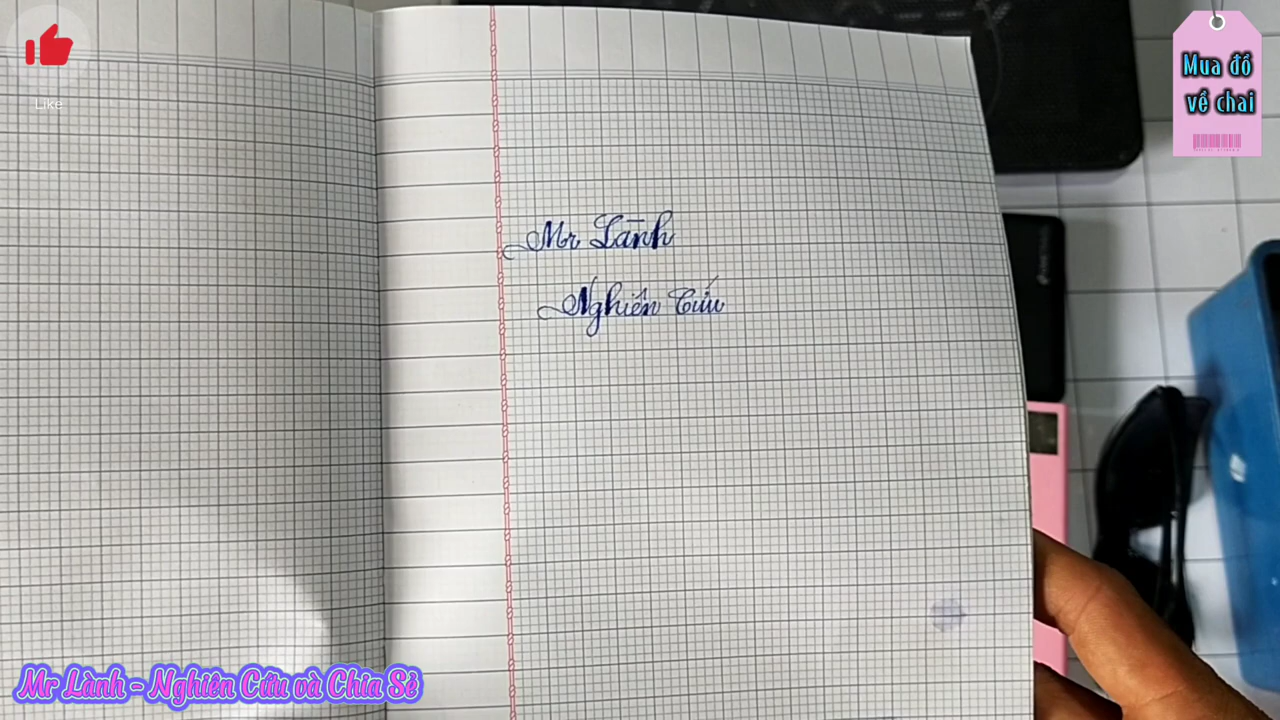 Like
Mua đồ
về chai
Mr Lành
Nghiên Cứu
Mr Lành - Nghiên Cứu và Chia Sẻ